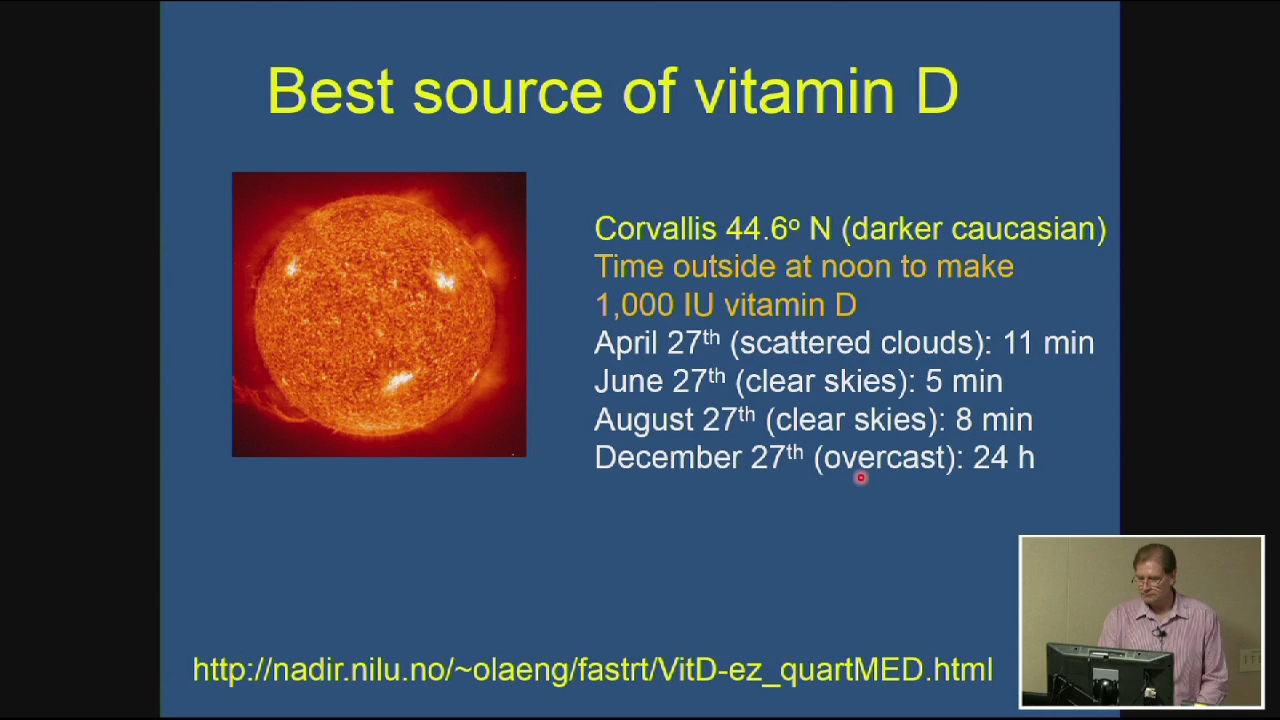 Best source of vitamin D
Corvallis 44.6º N (darker caucasian)
Time outside at noon to make
1,000 IU vitamin D
April 27th (scattered clouds): 11 min
June 27th (clear skies): 5 min
August 27th (clear skies): 8 min
December 27th (overcast): 24 h
http://nadir.nilu.no/~olaeng/fastrt/VitD-ez_quartMED.html